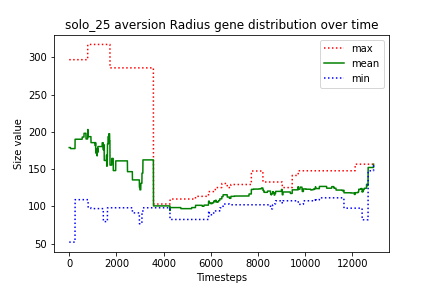 solo_25 aversion Radius gene distribution over time
max
mean
min
Size value
300
250
200
150
100
50
0
2000
4000
6000
8000
10000
12000
Timesteps